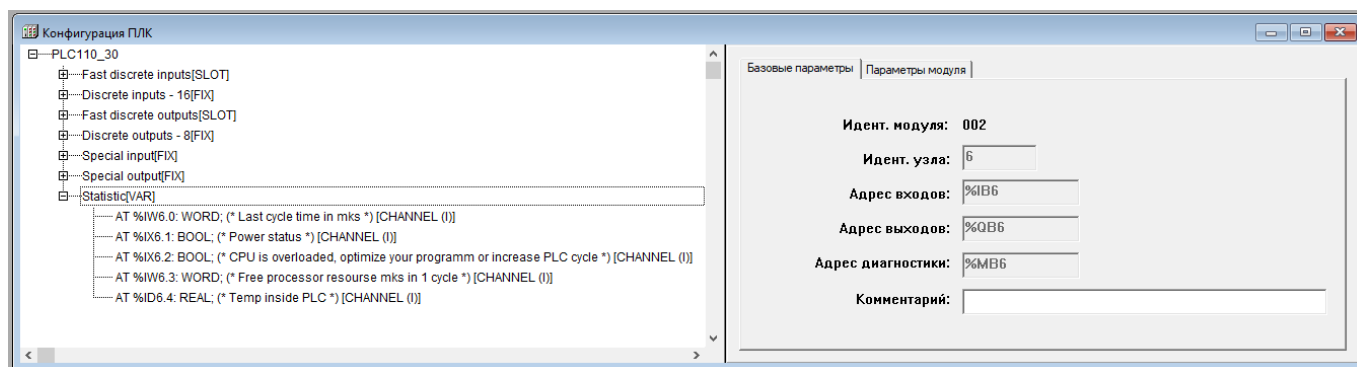 Конфигурация ПЛК
PLC110_30
Fast discrete inputs[SLOT]
Discrete inputs - 16[FIX]
Fast discrete outputs[SLOT]
Discrete outputs - 8[FIX]
Special input[FIX]
Special output[FIX]
Statistic[VAR]
AT %IW6.0: WORD; (* Last cycle time in mks *) [CHANNEL (I)]
AT %IX6.1: BOOL; (* Power status *) [CHANNEL (I)]
AT %IX6.2: BOOL; (* CPU is overloaded, optimize your programm or increase PLC cycle *) [CHANNEL (I)]
AT %IW6.3: WORD; (* Free processor resourse mks in 1 cycle *) [CHANNEL (I)]
AT %ID6.4: REAL; (* Temp inside PLC *) [CHANNEL (I)]
Базовые параметры Параметры модуля
Идент. модуля: 002
Идент. узла: 6
Адрес входов: %IB6
Адрес выходов: %QB6
Адрес диагностики: %MB6
Комментарий: